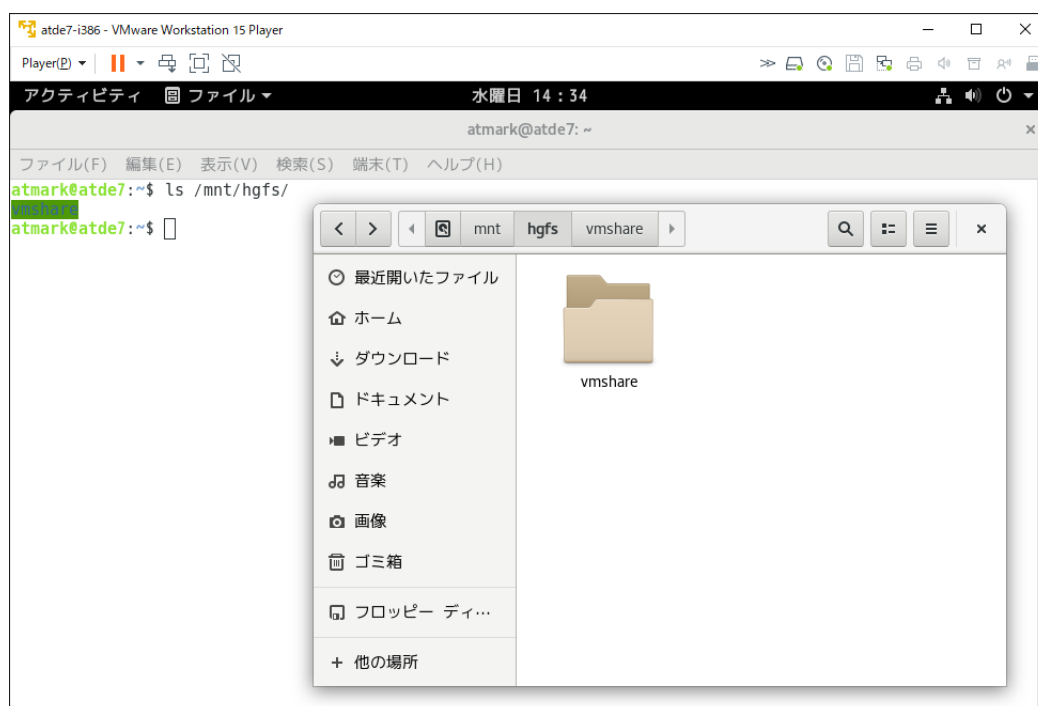 atde7-i386 - VMware Workstation 15 Player
Player(P)
アクティビティ ファイル 水曜日 14：34
atmark@atde7: ~
ファイル(F) 編集(E) 表示(V) 検索(S) 端末(T) ヘルプ(H)
atmark@atde7:~$ ls /mnt/hgfs/
vmshare
atmark@atde7:~$
mnt hgfs vmshare
最近開いたファイル
ホーム
ダウンロード
ドキュメント
ビデオ
音楽
画像
ゴミ箱
フロッピー ディ…
他の場所
vmshare